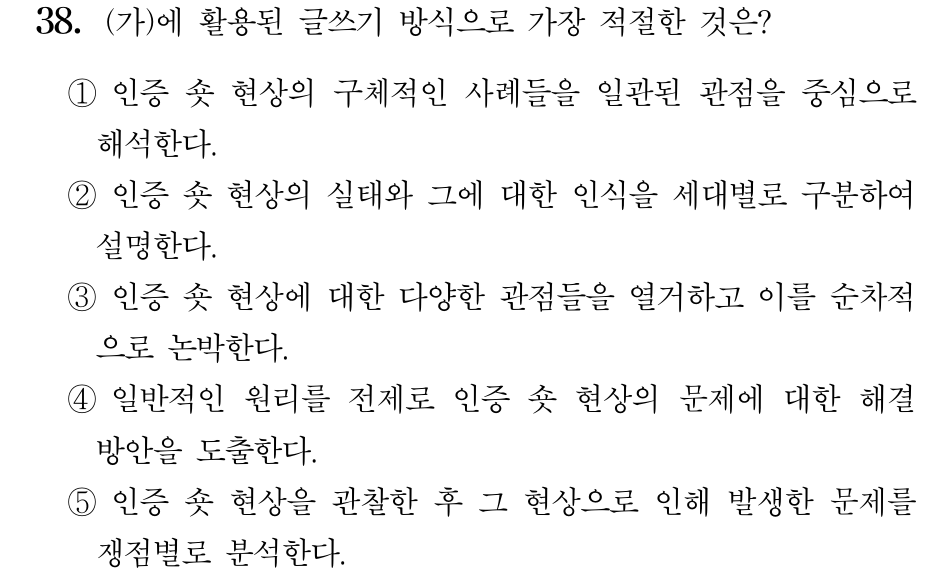 38. (가)에 활용된 글쓰기 방식으로 가장 적절한 것은?
① 인증 숏 현상의 구체적인 사례들을 일관된 관점을 중심으로
해석한다.
② 인증 숏 현상의 실태와 그에 대한 인식을 세대별로 구분하여
설명한다.
③ 인증 숏 현상에 대한 다양한 관점들을 열거하고 이를 순차적
으로 논박한다.
④ 일반적인 원리를 전제로 인증 숏 현상의 문제에 대한 해결
방안을 도출한다.
⑤ 인증 숏 현상을 관찰한 후 그 현상으로 인해 발생한 문제를
쟁점별로 분석한다.